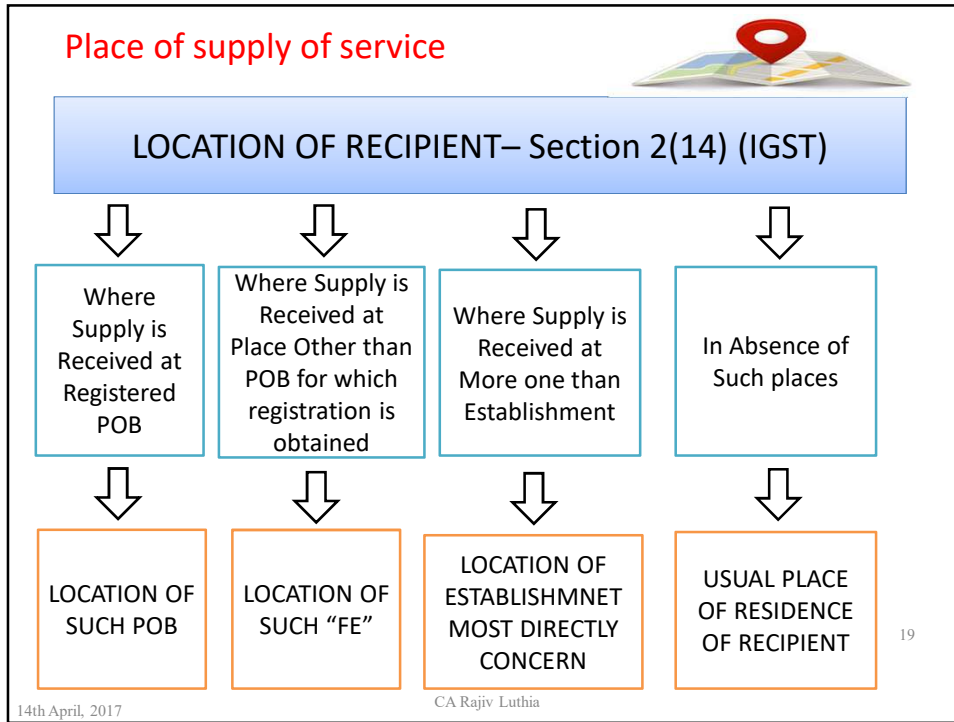 Place of supply of service
LOCATION OF RECIPIENT– Section 2(14) (IGST)
Where
Supply is
Received at
Registered
POB
Where Supply is
Received at
Place Other than
POB for which
registration is
obtained
Where Supply is
Received at
More one than
Establishment
In Absence of
Such places
LOCATION OF
SUCH POB
LOCATION OF
SUCH “FE”
LOCATION OF
ESTABLISHMNET
MOST DIRECTLY
CONCERN
USUAL PLACE
OF RESIDENCE
OF RECIPIENT
19
14th April, 2017
CA Rajiv Luthia